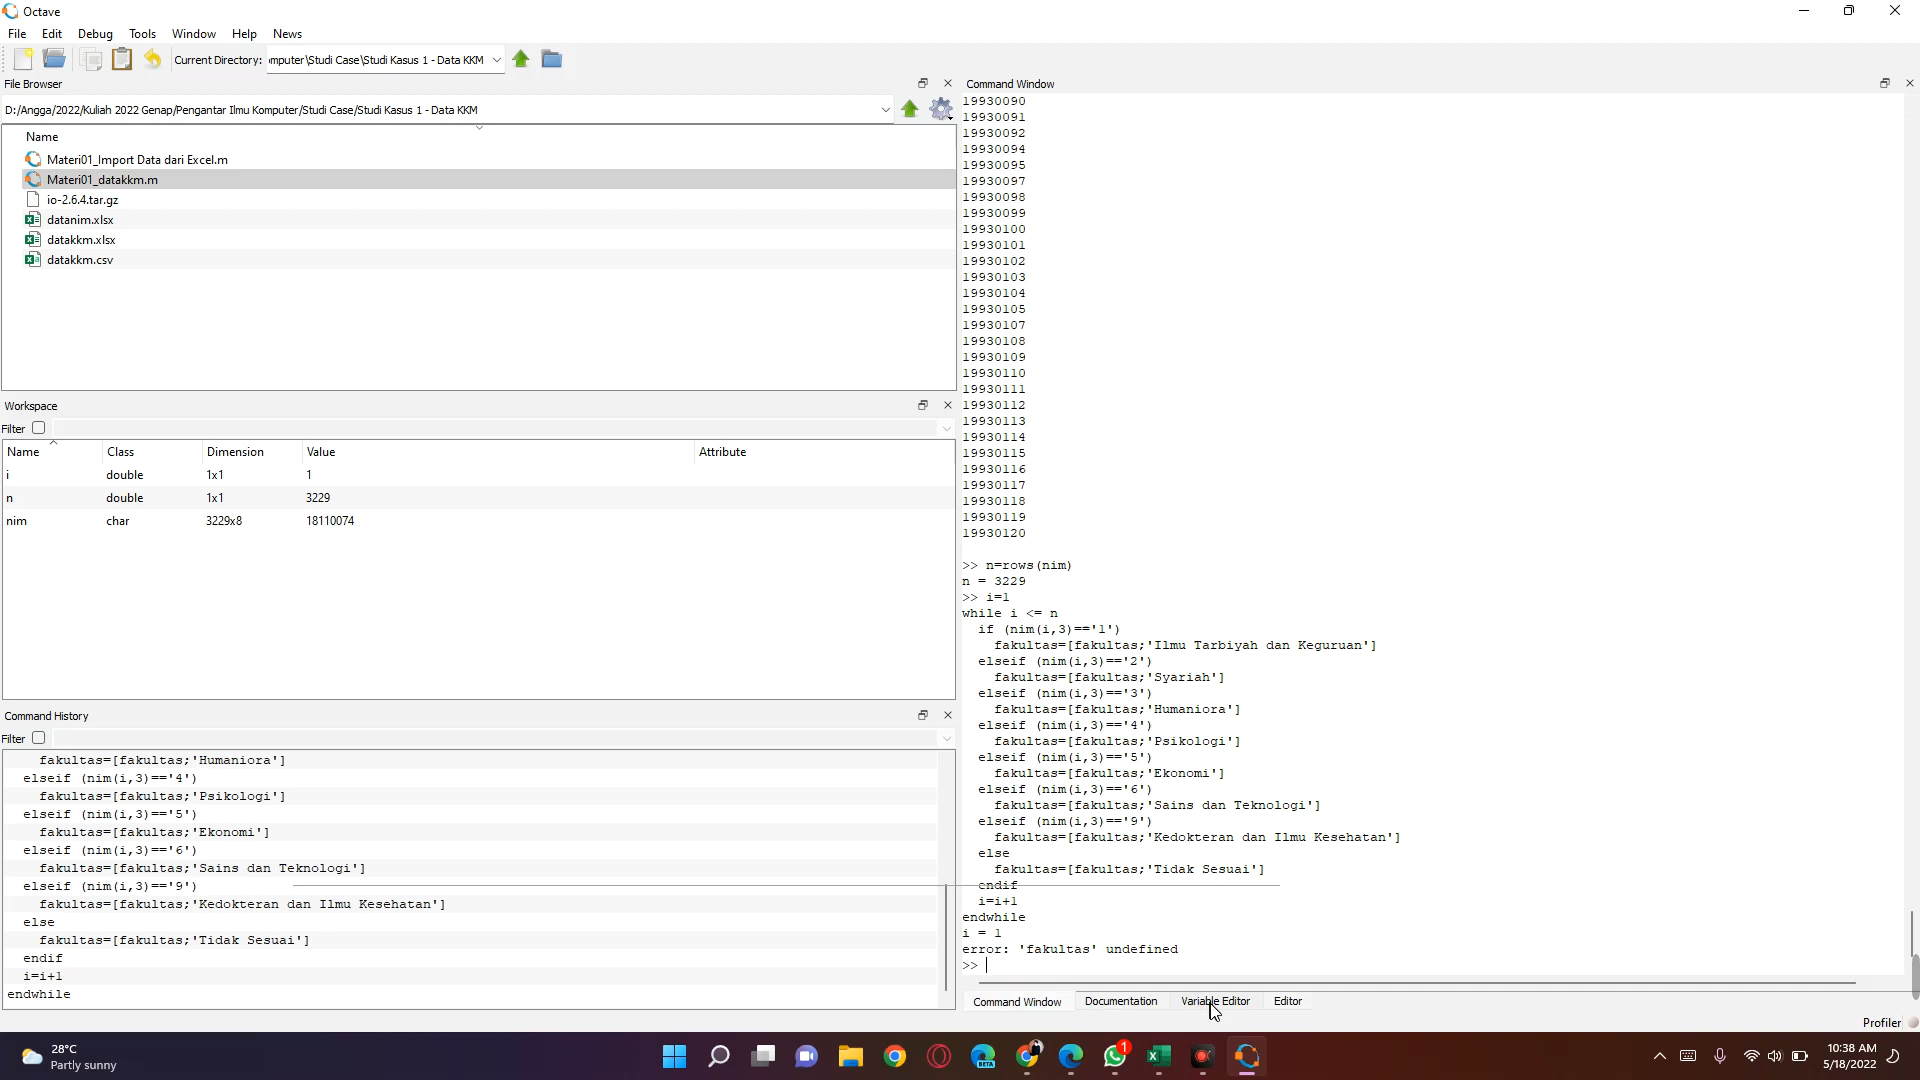 Octave
File Edit Debug Tools Window Help News
Current Directory: omputer\Studi Case\Studi Kasus 1 - Data KKM
File Browser
D:/Angga/2022/Kuliah 2022 Genap/Pengantar Ilmu Komputer/Studi Case/Studi Kasus 1 - Data KKM
Name
Materi01_Import Data dari Excel.m
Materi01_datakkm.m
io-2.6.4.tar.gz
datanim.xlsx
datakkm.xlsx
datakkm.csv
Workspace
Filter
Name Class Dimension Value Attribute
i double 1x1 1
n double 1x1 3229
nim char 3229x8 18110074
Command History
Filter
fakultas=[fakultas;'Humaniora']
elseif (nim(i,3)=='4')
fakultas=[fakultas;'Psikologi']
elseif (nim(i,3)=='5')
fakultas=[fakultas;'Ekonomi']
elseif (nim(i,3)=='6')
fakultas=[fakultas;'Sains dan Teknologi']
elseif (nim(i,3)=='9')
fakultas=[fakultas;'Kedokteran dan Ilmu Kesehatan']
else
fakultas=[fakultas;'Tidak Sesuai']
endif
i=i+1
endwhile
Command Window
19930090
19930091
19930092
19930094
19930095
19930097
19930098
19930099
19930100
19930101
19930102
19930103
19930104
19930105
19930107
19930108
19930109
19930110
19930111
19930112
19930113
19930114
19930115
19930116
19930117
19930118
19930119
19930120
>> n=rows(nim)
n = 3229
>> i=1
while i <= n
if (nim(i,3)=='1')
fakultas=[fakultas;'Ilmu Tarbiyah dan Keguruan']
elseif (nim(i,3)=='2')
fakultas=[fakultas;'Syariah']
elseif (nim(i,3)=='3')
fakultas=[fakultas;'Humaniora']
elseif (nim(i,3)=='4')
fakultas=[fakultas;'Psikologi']
elseif (nim(i,3)=='5')
fakultas=[fakultas;'Ekonomi']
elseif (nim(i,3)=='6')
fakultas=[fakultas;'Sains dan Teknologi']
elseif (nim(i,3)=='9')
fakultas=[fakultas;'Kedokteran dan Ilmu Kesehatan']
else
fakultas=[fakultas;'Tidak Sesuai']
endif
i=i+1
endwhile
i = 1
error: 'fakultas' undefined
>>
Command Window Documentation Variable Editor Editor
Profiler
28°C
Partly sunny
BETA
1
10:38 AM
5/18/2022